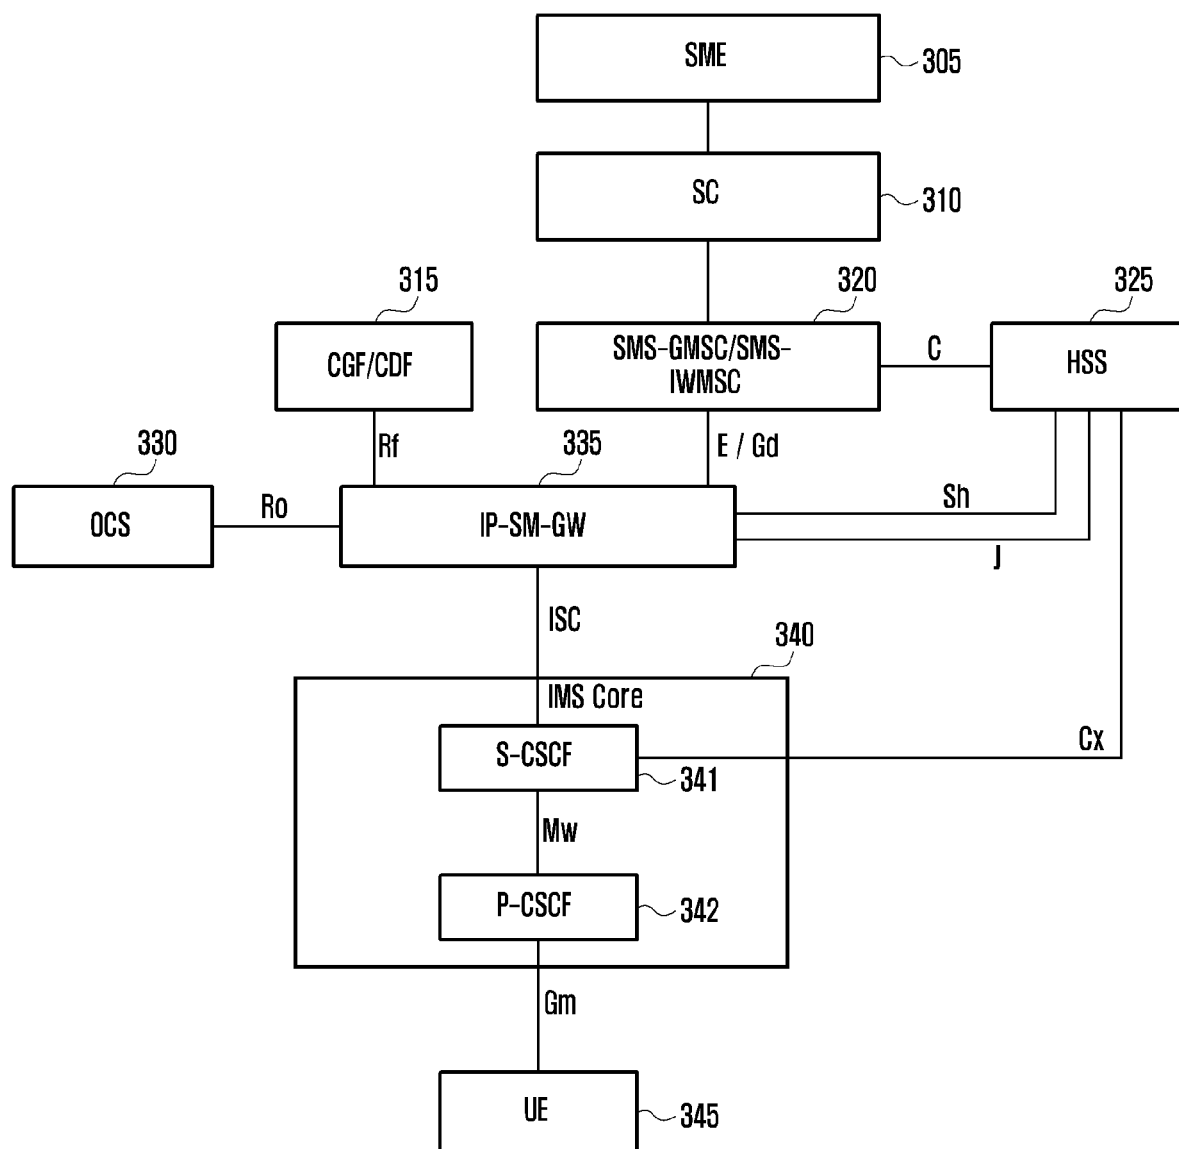 SME
305
SC
310
315
320
325
CGF/CDF
SMS-GMSC/SMS-
IWMSC
C
HSS
330
Rf
335
E / Gd
OCS
Ro
IP-SM-GW
Sh
J
ISC
340
IMS Core
S-CSCF
341
Cx
Mw
P-CSCF
342
Gm
UE
345